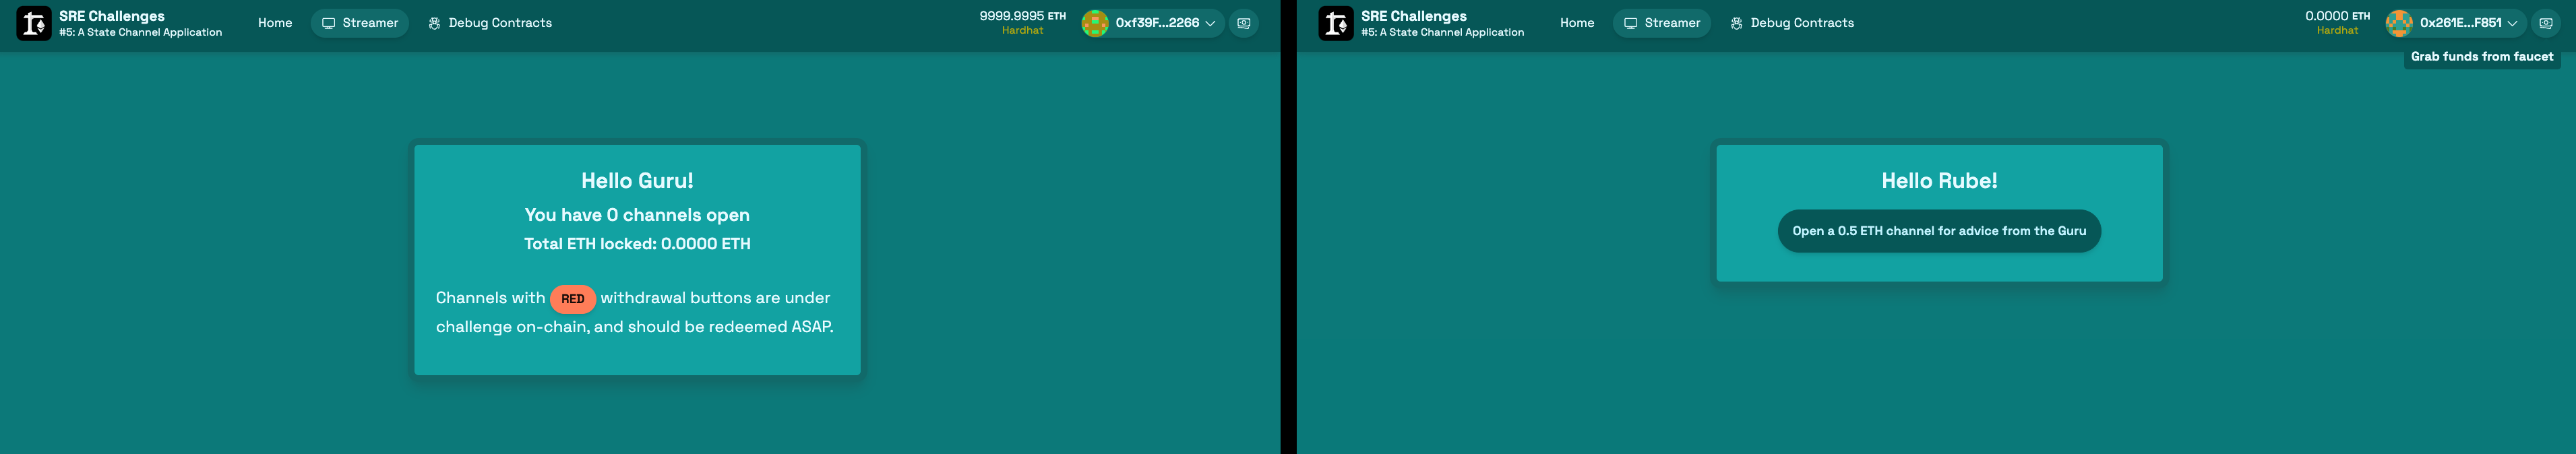 SRE Challenges
#5: A State Channel Application
Home
Streamer
Debug Contracts
9999.9995 ETH
Hardhat
0xf39F...2266
Hello Guru!
You have 0 channels open
Total ETH locked: 0.0000 ETH
Channels with RED withdrawal buttons are under
challenge on-chain, and should be redeemed ASAP.
SRE Challenges
#5: A State Channel Application
Home
Streamer
Debug Contracts
0.0000 ETH
Hardhat
0x261E...F851
Grab funds from faucet
Hello Rube!
Open a 0.5 ETH channel for advice from the Guru